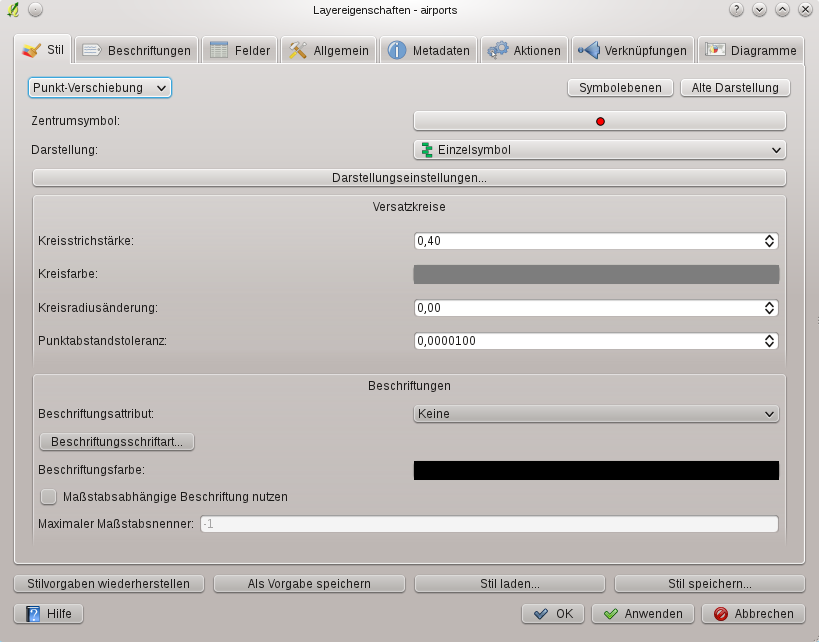 Layereigenschaften - airports
Stil
Beschriftungen
Felder
Allgemein
Metadaten
Aktionen
Verknüpfungen
Diagramme
Punkt-Verschiebung
Symbolebenen
Alte Darstellung
Zentrumsymbol:
Darstellung:
Einzelsymbol
Darstellungseinstellungen...
Versatzkreise
Kreisstrichstärke:
0,40
Kreisfarbe:
Kreisradiusänderung:
0,00
Punktabstandstoleranz:
0,0000100
Beschriftungen
Beschriftungsattribut:
Keine
Beschriftungsschriftart...
Beschriftungsfarbe:
Maßstabsabhängige Beschriftung nutzen
Maximaler Maßstabsnenner:
-1
Stilvorgaben wiederherstellen
Als Vorgabe speichern
Stil laden...
Stil speichern...
Hilfe
OK
Anwenden
Abbrechen